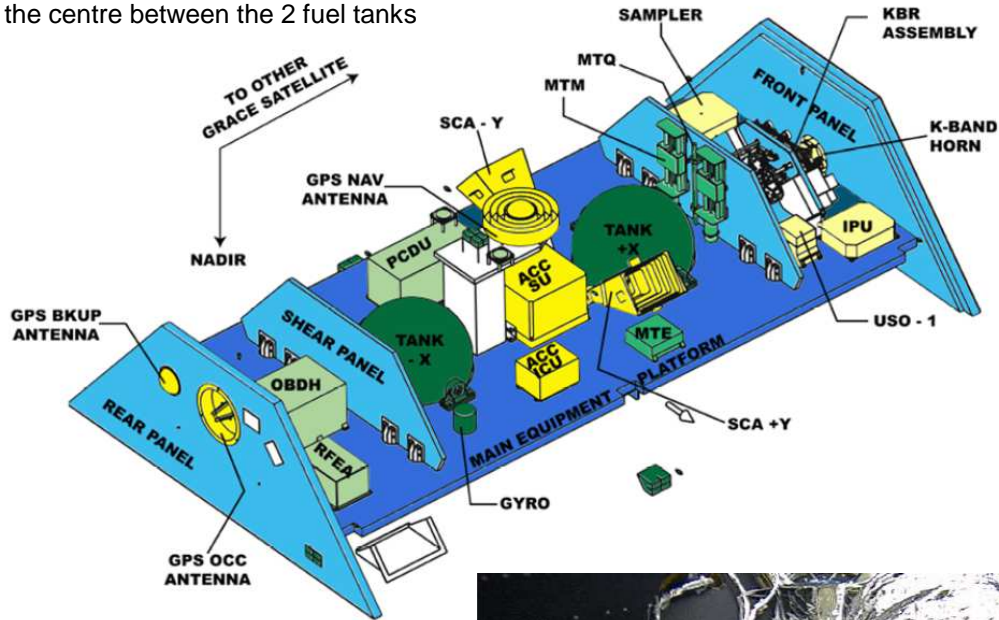 the centre between the 2 fuel tanks
SAMPLER
KBR
ASSEMBLY
MTQ
MTM
FRONT PANEL
TO OTHER
GRACE SATELLITE
SCA - Y
K-BAND
HORN
GPS NAV
ANTENNA
TANK
+X
IPU
PCDU
NADIR
ACC
SU
GPS BKUP
ANTENNA
SHEAR PANEL
USO - 1
MTE
TANK
- X
ACC
ICU
OBDH
MAIN EQUIPMENT PLATFORM
SCA +Y
REAR PANEL
RFEA
GYRO
GPS OCC
ANTENNA